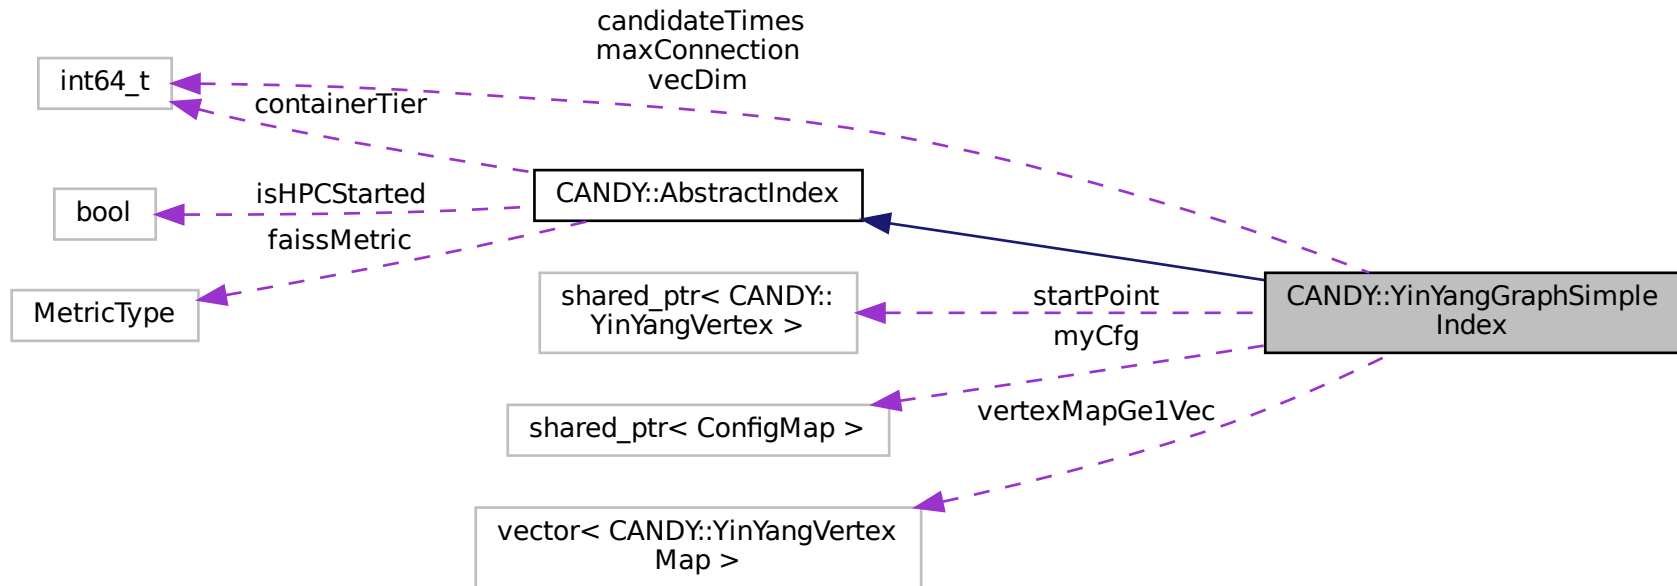 candidateTimes
maxConnection
vecDim
int64_t
containerTier
CANDY::AbstractIndex
isHPCStarted
bool
faissMetric
MetricType
shared_ptr< CANDY::
YinYangVertex >
startPoint
myCfg
CANDY::YinYangGraphSimple
Index
shared_ptr< ConfigMap >
vertexMapGe1Vec
vector< CANDY::YinYangVertex
Map >